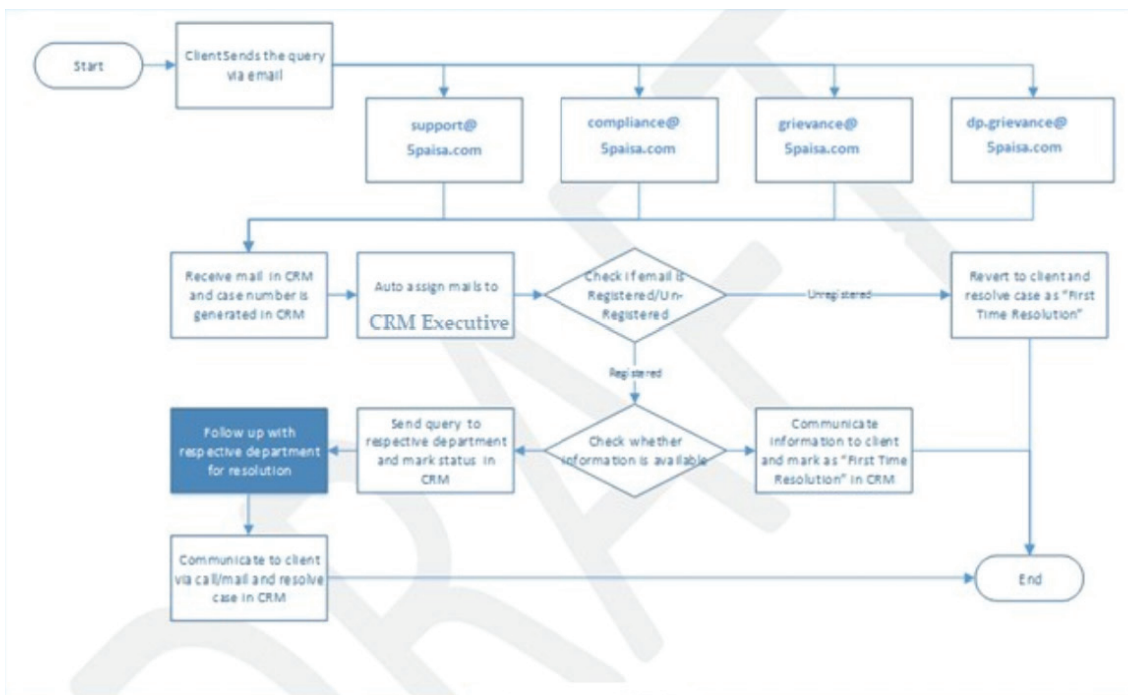 Start
ClientSends the query
via email
support@
5paisa.com
compliance@
5paisa.com
grievance@
5paisa.com
dp.grievance@
5paisa.com
Receive mail in CRM
and case number is
generated in CRM
Auto assign mails to
CRM Executive
Check if email is
Registered/Un-
Registered
Unregistered
Revert to client and
resolve case as “First
Time Resolution”
Registered
Follow up with
respective department
for resolution
Send query to
respective department
and mark status in
CRM
Check whether
information is available
Communicate
information to client
and mark as “First Time
Resolution” in CRM
Communicate to client
via call/mail and resolve
case in CRM
End
DRAFT